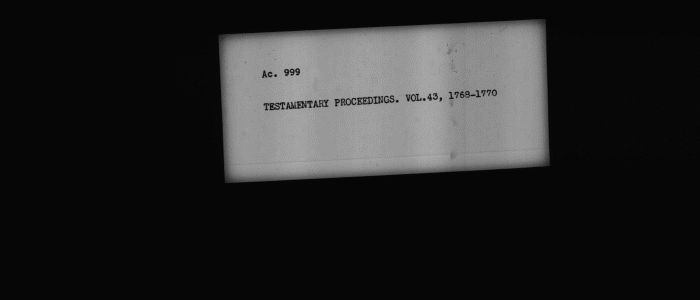 Ac. 999
TESTAMENTARY PROCEEDINGS. VOL.43, 1768-1770